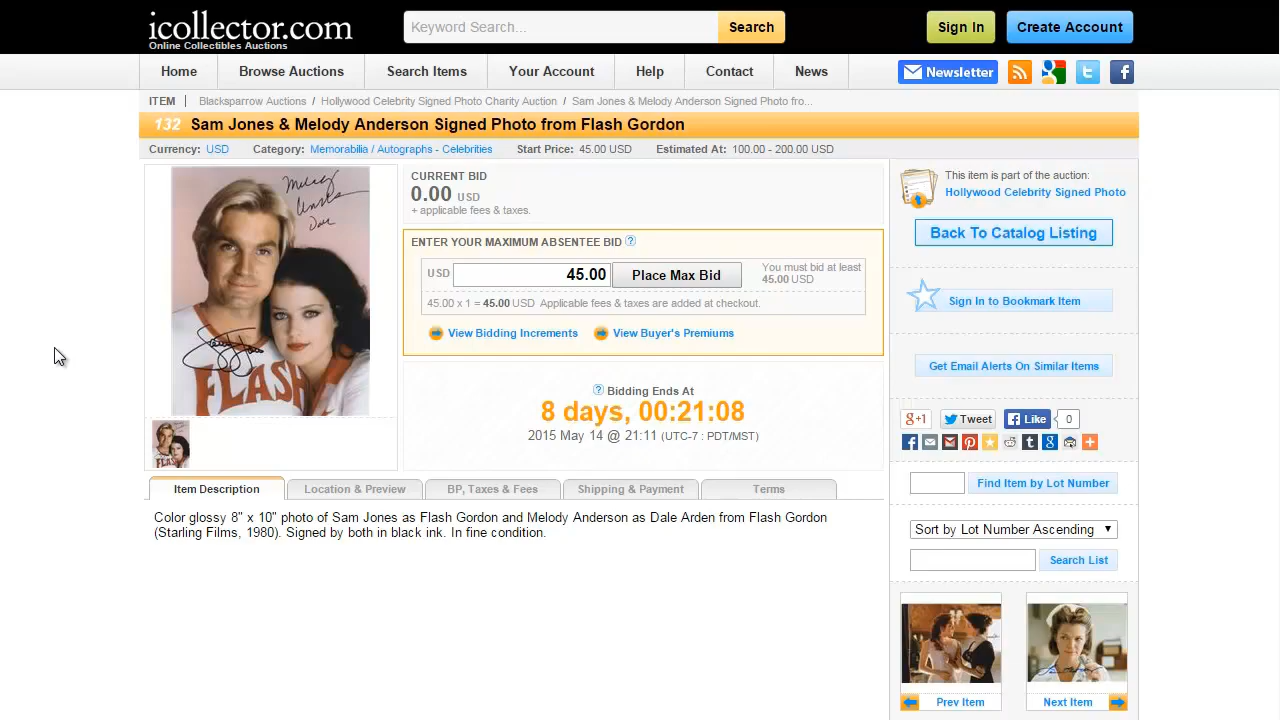 icollector.com
Online Collectibles Auctions
Keyword Search...
Search
Sign In
Create Account
Home
Browse Auctions
Search Items
Your Account
Help
Contact
News
Newsletter
ITEM
Blacksparrow Auctions / Hollywood Celebrity Signed Photo Charity Auction / Sam Jones & Melody Anderson Signed Photo fro...
132 Sam Jones & Melody Anderson Signed Photo from Flash Gordon
Currency: USD Category: Memorabilia / Autographs - Celebrities Start Price: 45.00 USD Estimated At: 100.00 - 200.00 USD
FLASH
CURRENT BID
0.00 USD
+ applicable fees & taxes.
ENTER YOUR MAXIMUM ABSENTEE BID
USD 45.00
Place Max Bid
You must bid at least
45.00 USD
45.00 x 1 = 45.00 USD Applicable fees & taxes are added at checkout.
View Bidding Increments
View Buyer's Premiums
Bidding Ends At
8 days, 00:21:08
2015 May 14 @ 21:11 (UTC-7 : PDT/MST)
This item is part of the auction:
Hollywood Celebrity Signed Photo
Back To Catalog Listing
Sign In to Bookmark Item
Get Email Alerts On Similar Items
g+1
Tweet
Like
0
Find Item by Lot Number
Sort by Lot Number Ascending
Search List
Prev Item
Next Item
Item Description
Location & Preview
BP, Taxes & Fees
Shipping & Payment
Terms
Color glossy 8" x 10" photo of Sam Jones as Flash Gordon and Melody Anderson as Dale Arden from Flash Gordon
(Starling Films, 1980). Signed by both in black ink. In fine condition.